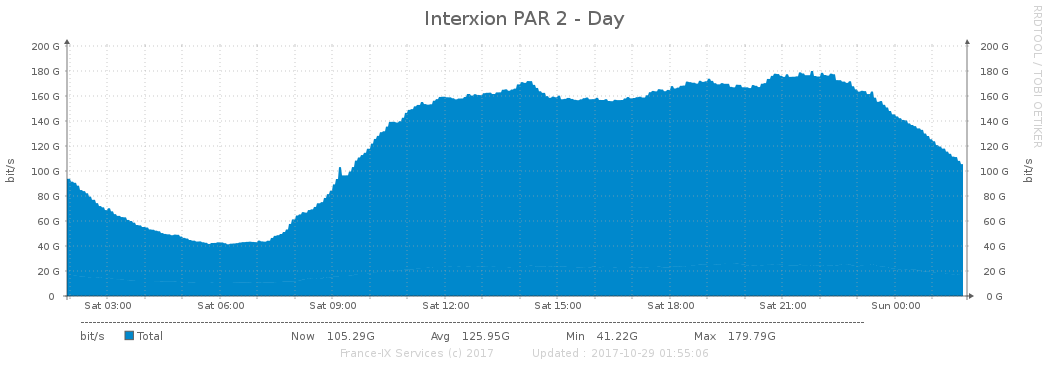 Interxion PAR 2 - Day
RRDTOOL / TOBI OETIKER
200 G 200 G
180 G 180 G
160 G 160 G
140 G 140 G
120 G 120 G
100 G 100 G
80 G 80 G
60 G 60 G
40 G 40 G
20 G 20 G
0 0 G
bit/s bit/s
Sat 03:00 Sat 06:00 Sat 09:00 Sat 12:00 Sat 15:00 Sat 18:00 Sat 21:00 Sun 00:00
bit/s Total Now 105.29G Avg 125.95G Min 41.22G Max 179.79G
France-IX Services (c) 2017 Updated : 2017-10-29 01:55:06